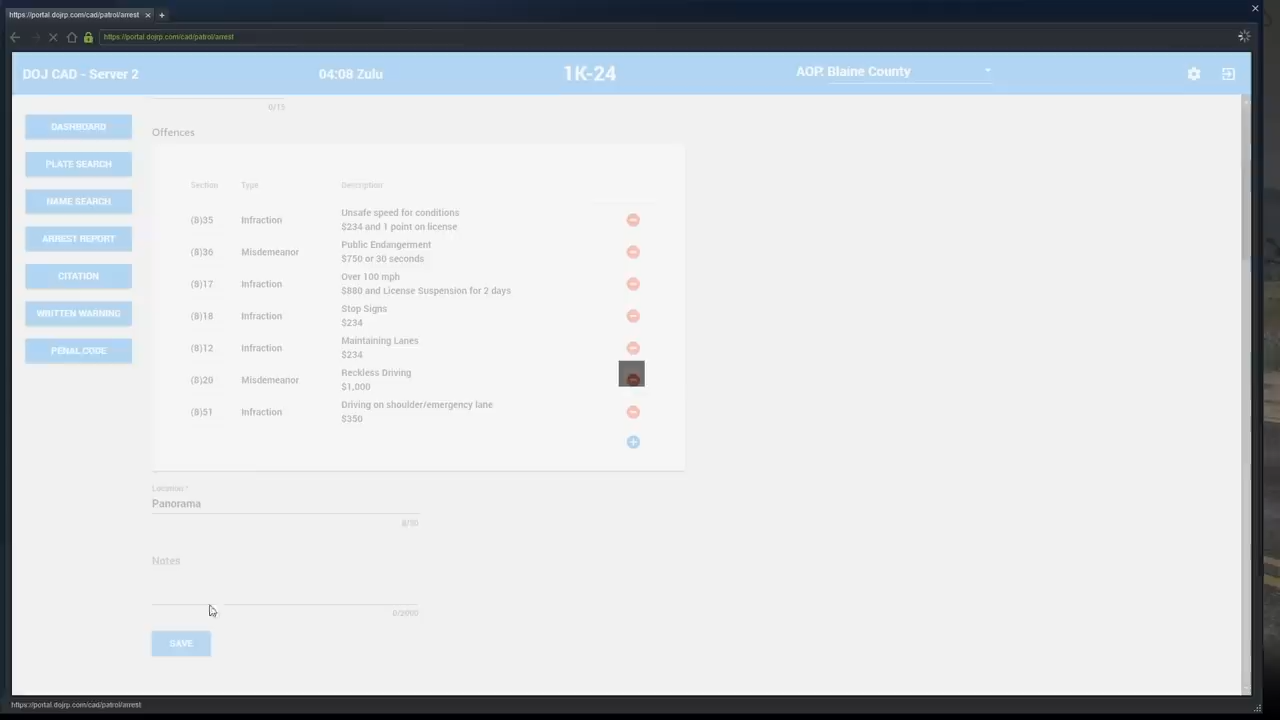 https://portal.dojrp.com/cad/patrol/arrest
https://portal.dojrp.com/cad/patrol/arrest
DOJ CAD - Server 2
04:08 Zulu
1K-24
AOP: Blaine County
0/15
DASHBOARD
PLATE SEARCH
NAME SEARCH
ARREST REPORT
CITATION
WRITTEN WARNING
PENAL CODE
Offences
Section Type Description
(8)35 Infraction Unsafe speed for conditions
$234 and 1 point on license
(8)36 Misdemeanor Public Endangerment
$750 or 30 seconds
(8)17 Infraction Over 100 mph
$880 and License Suspension for 2 days
(8)18 Infraction Stop Signs
$234
(8)12 Infraction Maintaining Lanes
$234
(8)20 Misdemeanor Reckless Driving
$1,000
(8)51 Infraction Driving on shoulder/emergency lane
$350
Location *
Panorama
8/50
Notes
0/2000
SAVE
https://portal.dojrp.com/cad/patrol/arrest